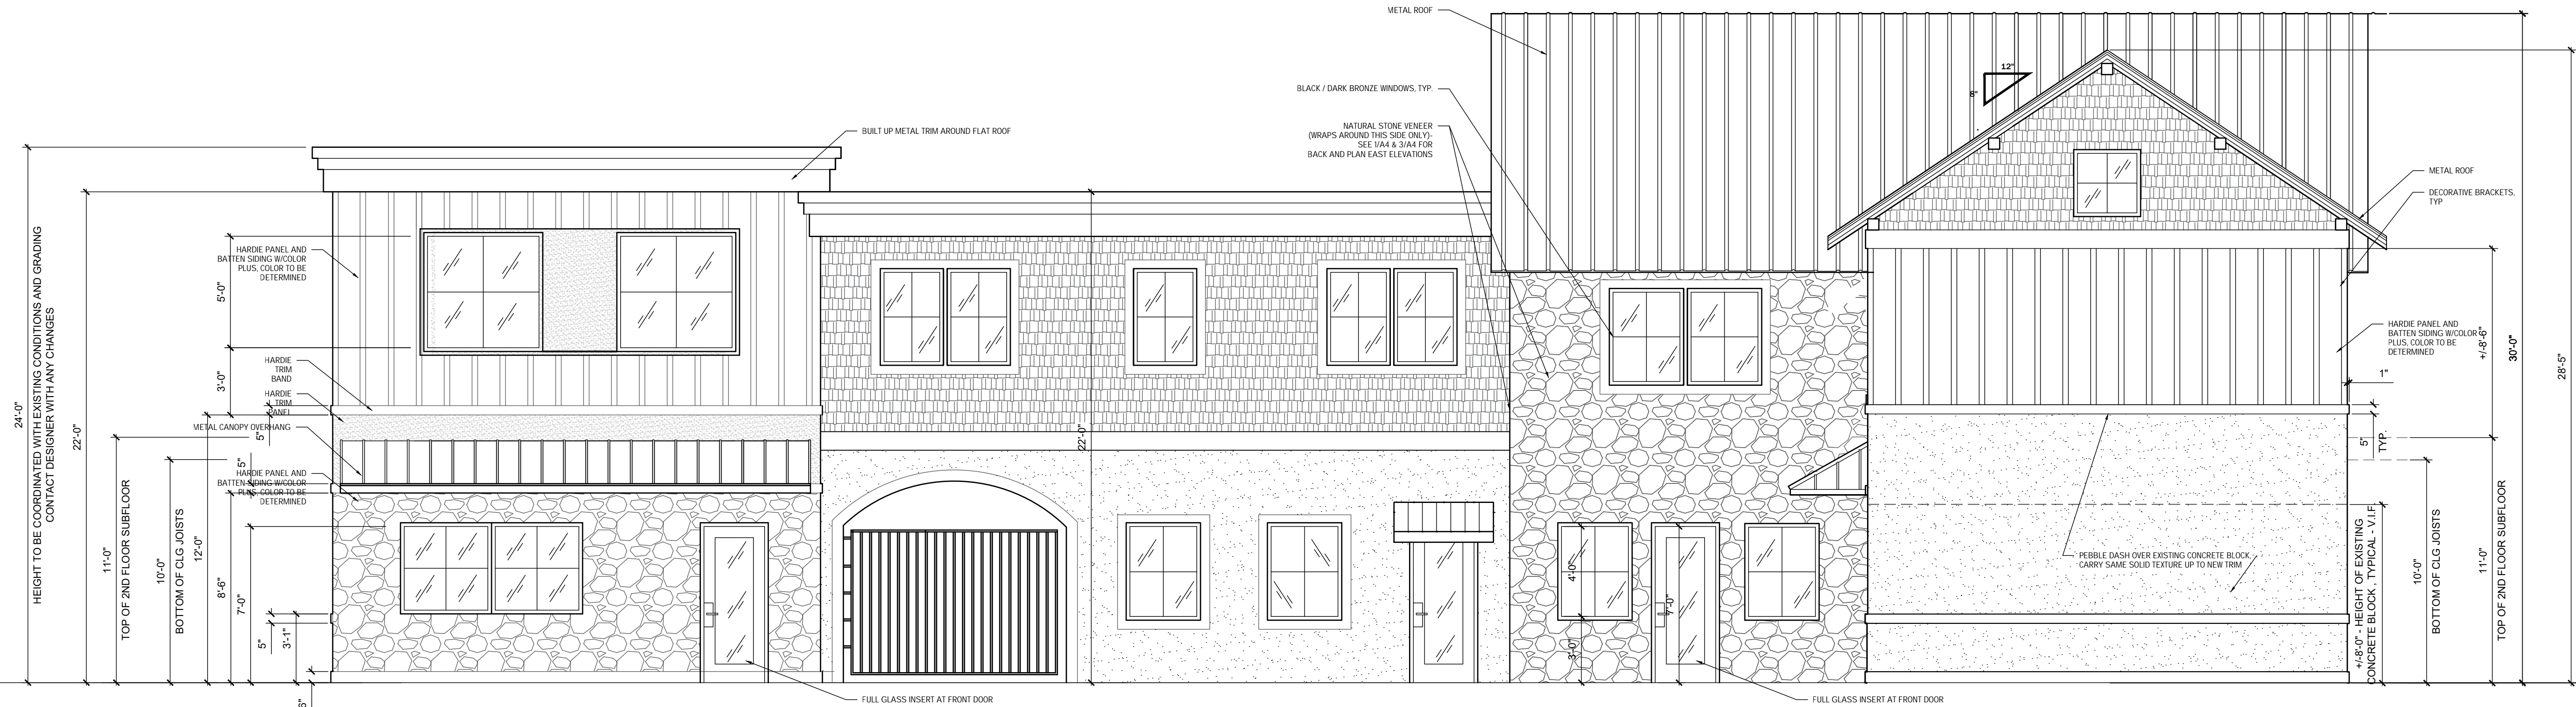 24'-0"
HEIGHT TO BE COORDINATED WITH EXISTING CONDITIONS AND GRADING
CONTACT DESIGNER WITH ANY CHANGES
22'-0"
11'-0"
TOP OF 2ND FLOOR SUBFLOOR
10'-0"
BOTTOM OF CLG JOISTS
12'-0"
8'-6"
7'-0"
5"
3'-1"
6"
5'-0"
3'-0"
5"
5"
HARDIE PANEL AND
BATTEN SIDING W/COLOR
PLUS, COLOR TO BE
DETERMINED
HARDIE
TRIM
BAND
HARDIE
TRIM
PANEL
METAL CANOPY OVERHANG
HARDIE PANEL AND
BATTEN SIDING W/COLOR
PLUS, COLOR TO BE
DETERMINED
BUILT UP METAL TRIM AROUND FLAT ROOF
FULL GLASS INSERT AT FRONT DOOR
22'-0"
METAL ROOF
BLACK / DARK BRONZE WINDOWS, TYP.
NATURAL STONE VENEER
(WRAPS AROUND THIS SIDE ONLY)-
SEE 1/A4 & 3/A4 FOR
BACK AND PLAN EAST ELEVATIONS
4'-0"
3'-0"
7'-0"
FULL GLASS INSERT AT FRONT DOOR
12"
8"
METAL ROOF
DECORATIVE BRACKETS,
TYP
HARDIE PANEL AND
BATTEN SIDING W/COLOR
PLUS, COLOR TO BE
DETERMINED
1"
5"
TYP.
PEBBLE DASH OVER EXISTING CONCRETE BLOCK,
CARRY SAME SOLID TEXTURE UP TO NEW TRIM
+/-8'-0" - HEIGHT OF EXISTING
CONCRETE BLOCK, TYPICAL - V.I.F.
10'-0"
BOTTOM OF CLG JOISTS
+/-8'-6"
11'-0"
TOP OF 2ND FLOOR SUBFLOOR
30'-0"
28'-5"